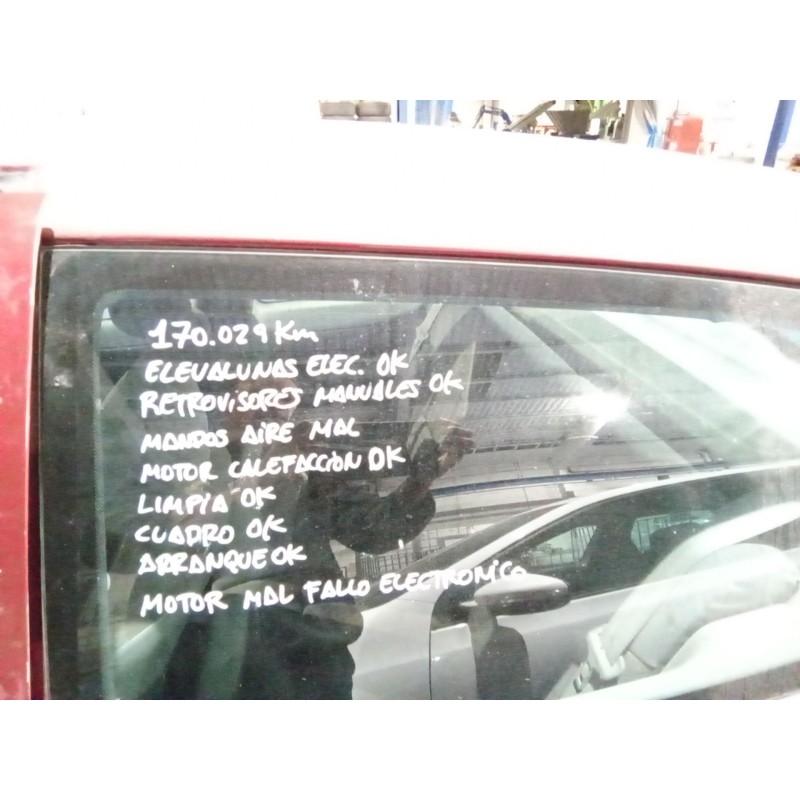 170.029 Km
ELEVALUNAS ELEC. OK
RETROVISORES MANUALES OK
MANDOS AIRE MAL
MOTOR CALEFACCIÓN OK
LIMPIA OK
CUADRO OK
ARRANQUE OK
MOTOR MAL FALLO ELECTRONICO